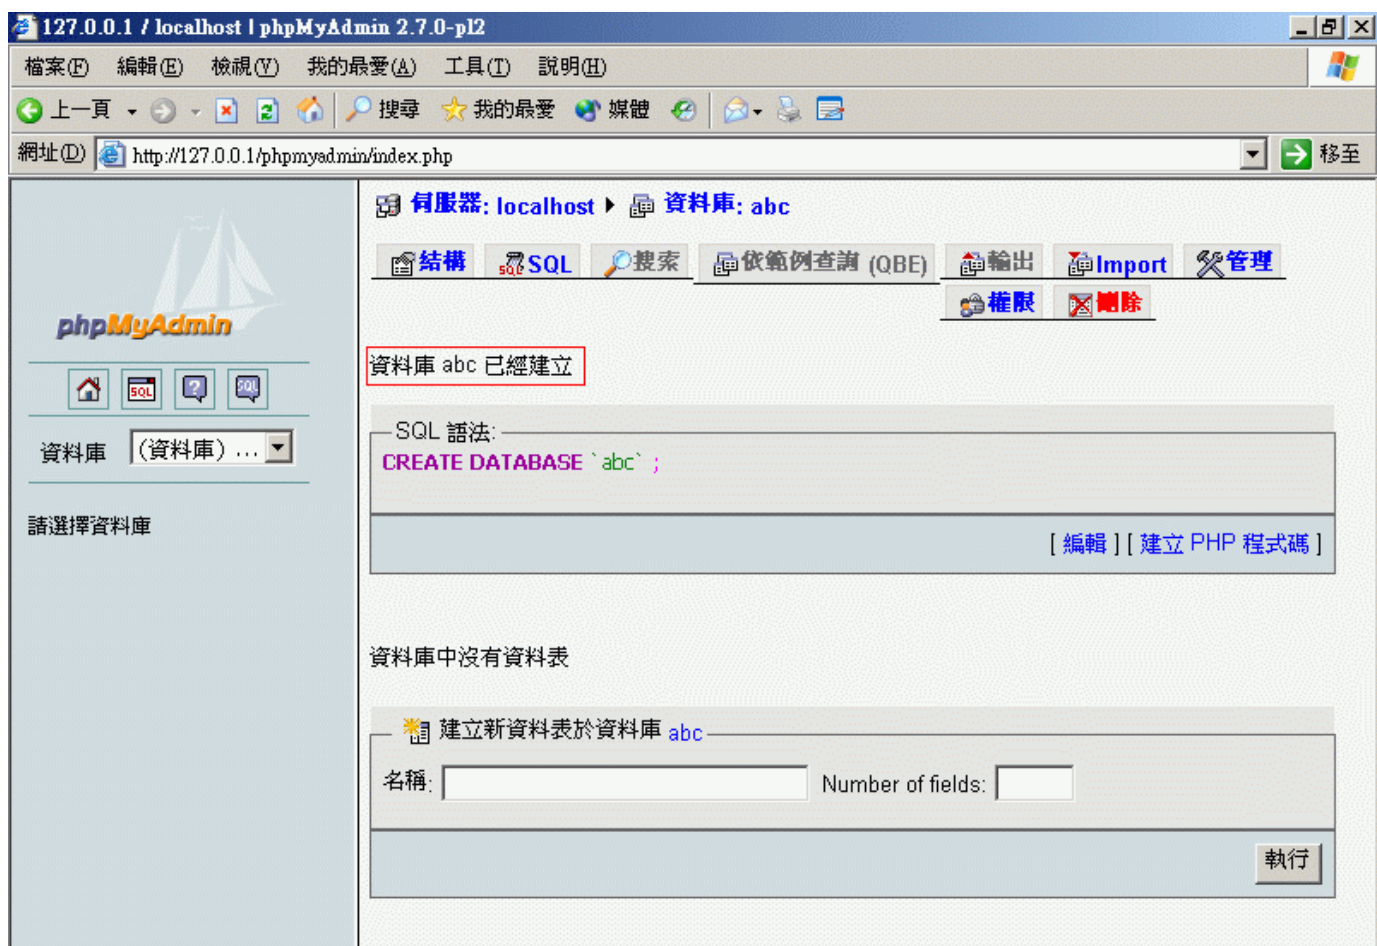 127.0.0.1 / localhost | phpMyAdmin 2.7.0-pl2
檔案(F) 編輯(E) 檢視(V) 我的最愛(A) 工具(T) 說明(H)
上一頁 搜尋 我的最愛 媒體
網址(D) http://127.0.0.1/phpmyadmin/index.php 移至
伺服器: localhost 資料庫: abc
結構 SQL 搜索 依範例查詢 (QBE) 輸出 Import 管理
權限 刪除
phpMyAdmin
SQL ? SQL
資料庫 (資料庫) ...
請選擇資料庫
資料庫 abc 已經建立
SQL 語法:
CREATE DATABASE `abc` ;
[ 編輯 ] [ 建立 PHP 程式碼 ]
資料庫中沒有資料表
建立新資料表於資料庫 abc
名稱: Number of fields:
執行